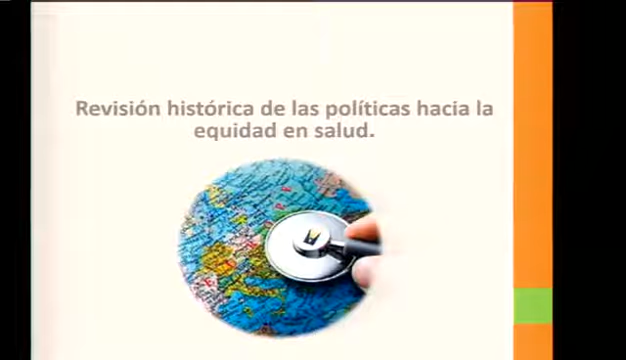 Revisión histórica de las políticas hacia la
equidad en salud.